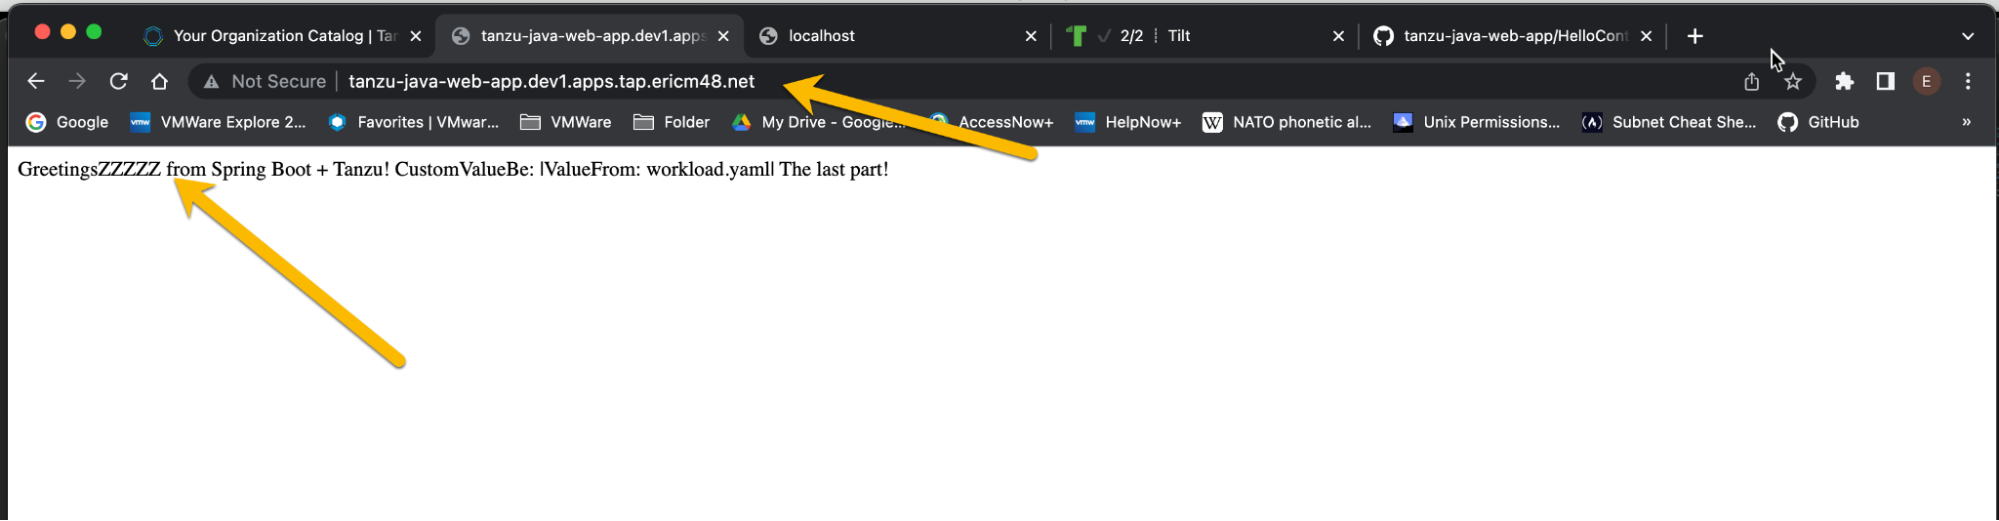 Your Organization Catalog | Tan
tanzu-java-web-app.dev1.apps
localhost
2/2 ┊ Tilt
tanzu-java-web-app/HelloCont
Not Secure | tanzu-java-web-app.dev1.apps.tap.ericm48.net
E
Google
vmw VMWare Explore 2...
Favorites | VMwar...
VMWare
Folder
My Drive - Google...
AccessNow+
vmw HelpNow+
W NATO phonetic al...
Unix Permissions...
Subnet Cheat She...
GitHub
»
GreetingsZZZZZ from Spring Boot + Tanzu! CustomValueBe: |ValueFrom: workload.yaml| The last part!